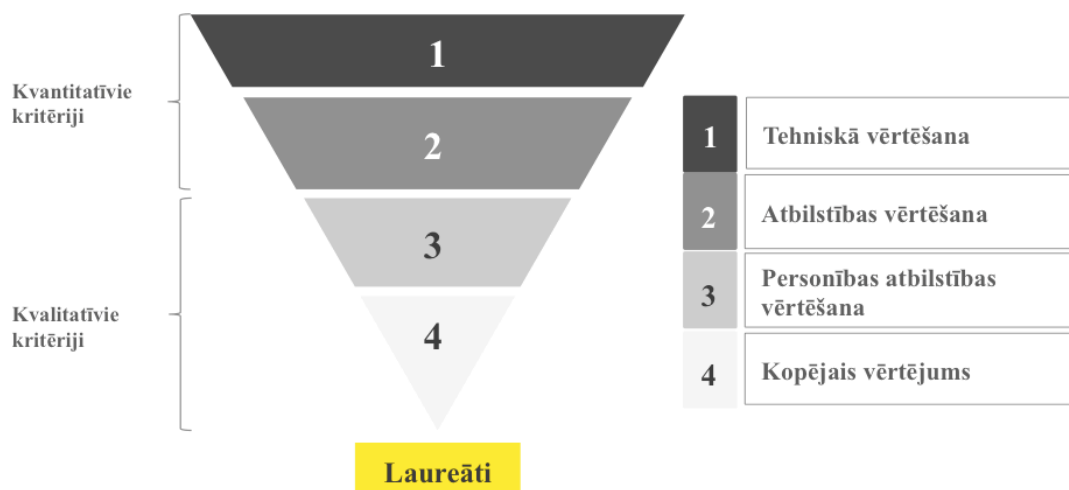 Kvantitatīvie
kritēriji
Kvalitatīvie
kritēriji
1
2
3
4
Laureāti
1
Tehniskā vērtēšana
2
Atbilstības vērtēšana
3
Personības atbilstības
vērtēšana
4
Kopējais vērtējums